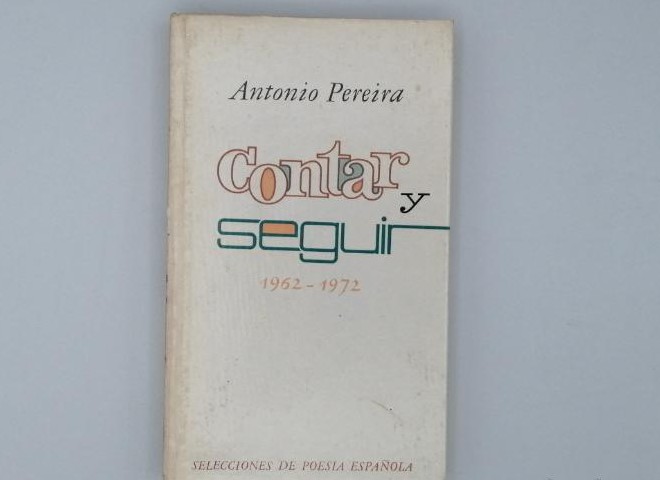 Antonio Pereira
Contar
y
seguir
1962-1972
SELECCIONES DE POESIA ESPAÑOLA